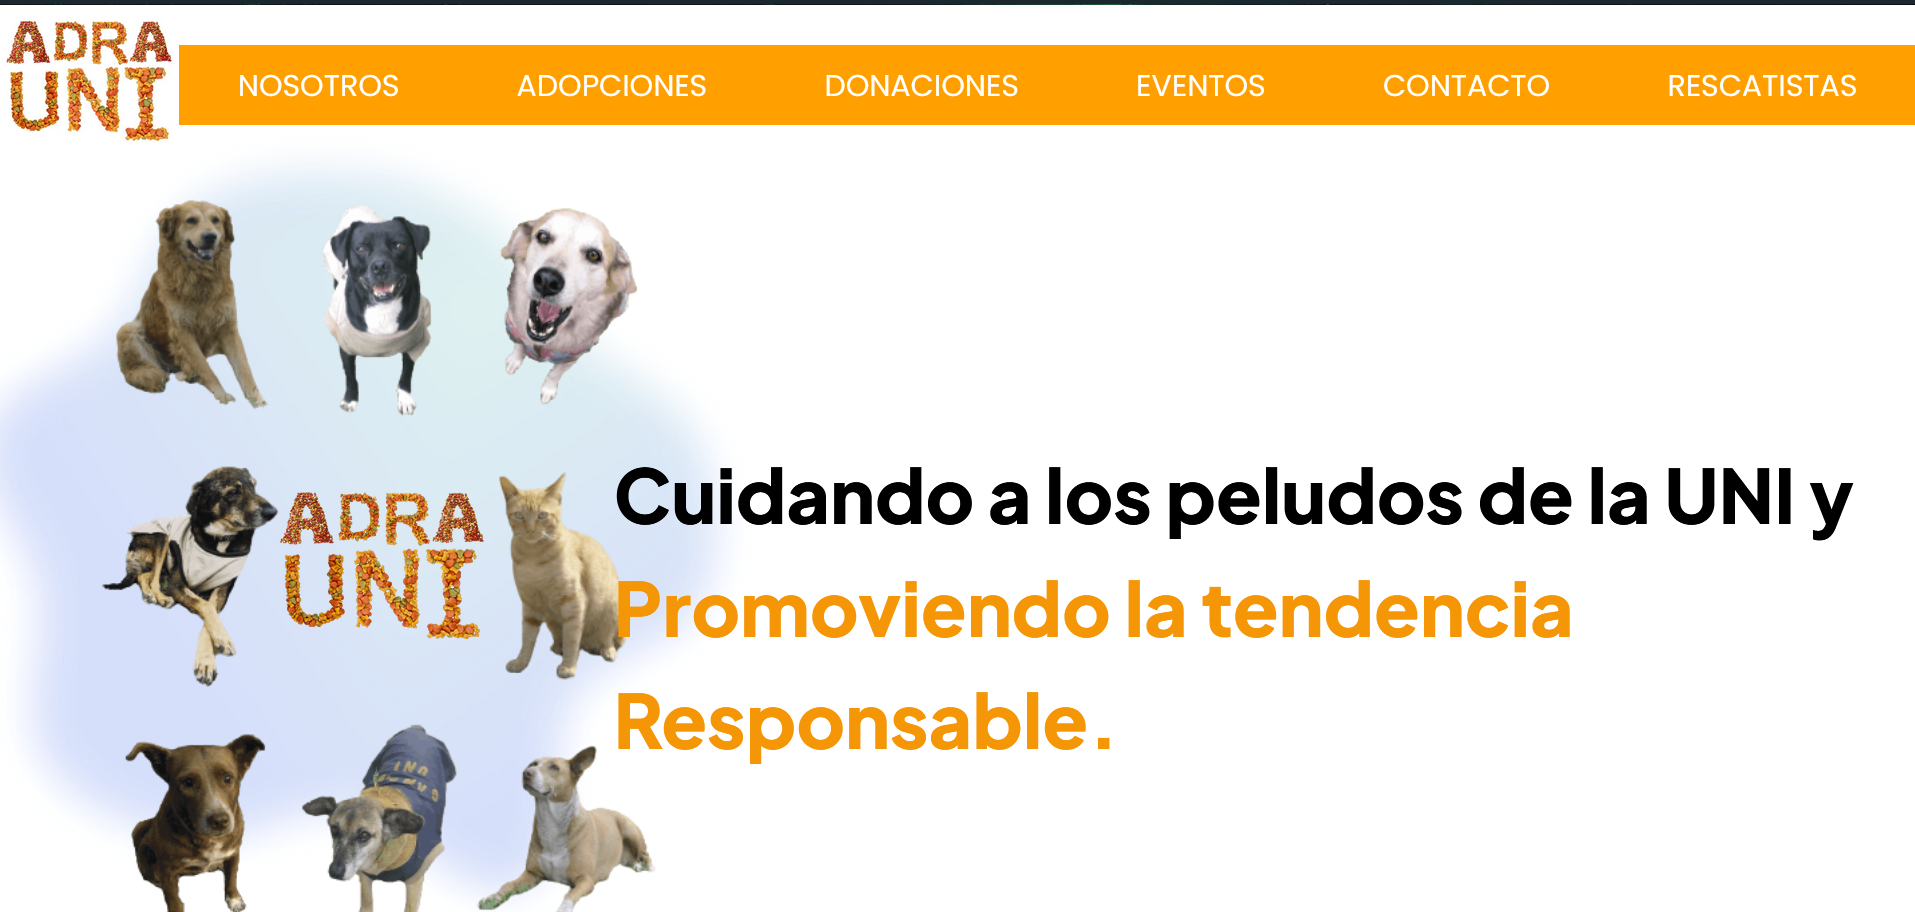 ADRA
UNI
NOSOTROS
ADOPCIONES
DONACIONES
EVENTOS
CONTACTO
RESCATISTAS
ADRA
UNI
Cuidando a los peludos de la UNI y
Promoviendo la tendencia
Responsable.
UNI